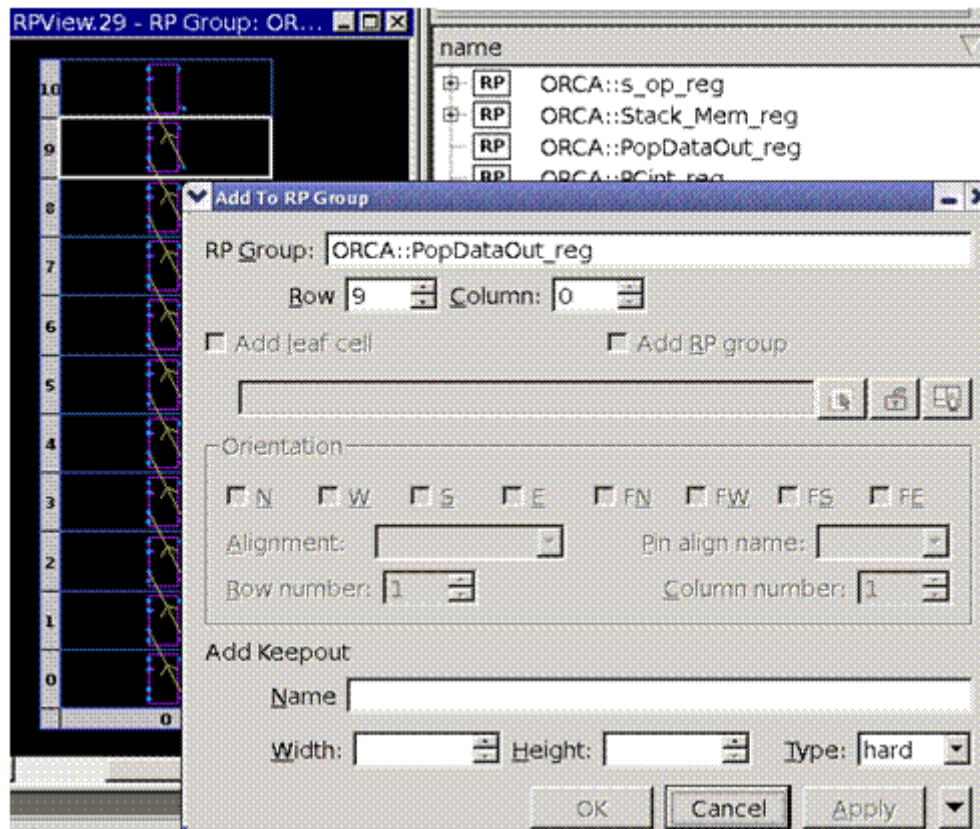 RPView.29 - RP Group: OR...
name
RP ORCA::s_op_reg
RP ORCA::Stack_Mem_reg
RP ORCA::PopDataOut_reg
RP ORCA::PCint_reg
10
9
8
7
6
5
4
3
2
1
0
0
Add To RP Group
RP Group: ORCA::PopDataOut_reg
Row 9 Column: 0
Add leaf cell Add RP group
Orientation
N W S E FN FW FS FE
Alignment: Pin align name:
Row number: 1 Column number: 1
Add Keepout
Name
Width: Height: Type: hard
OK Cancel Apply